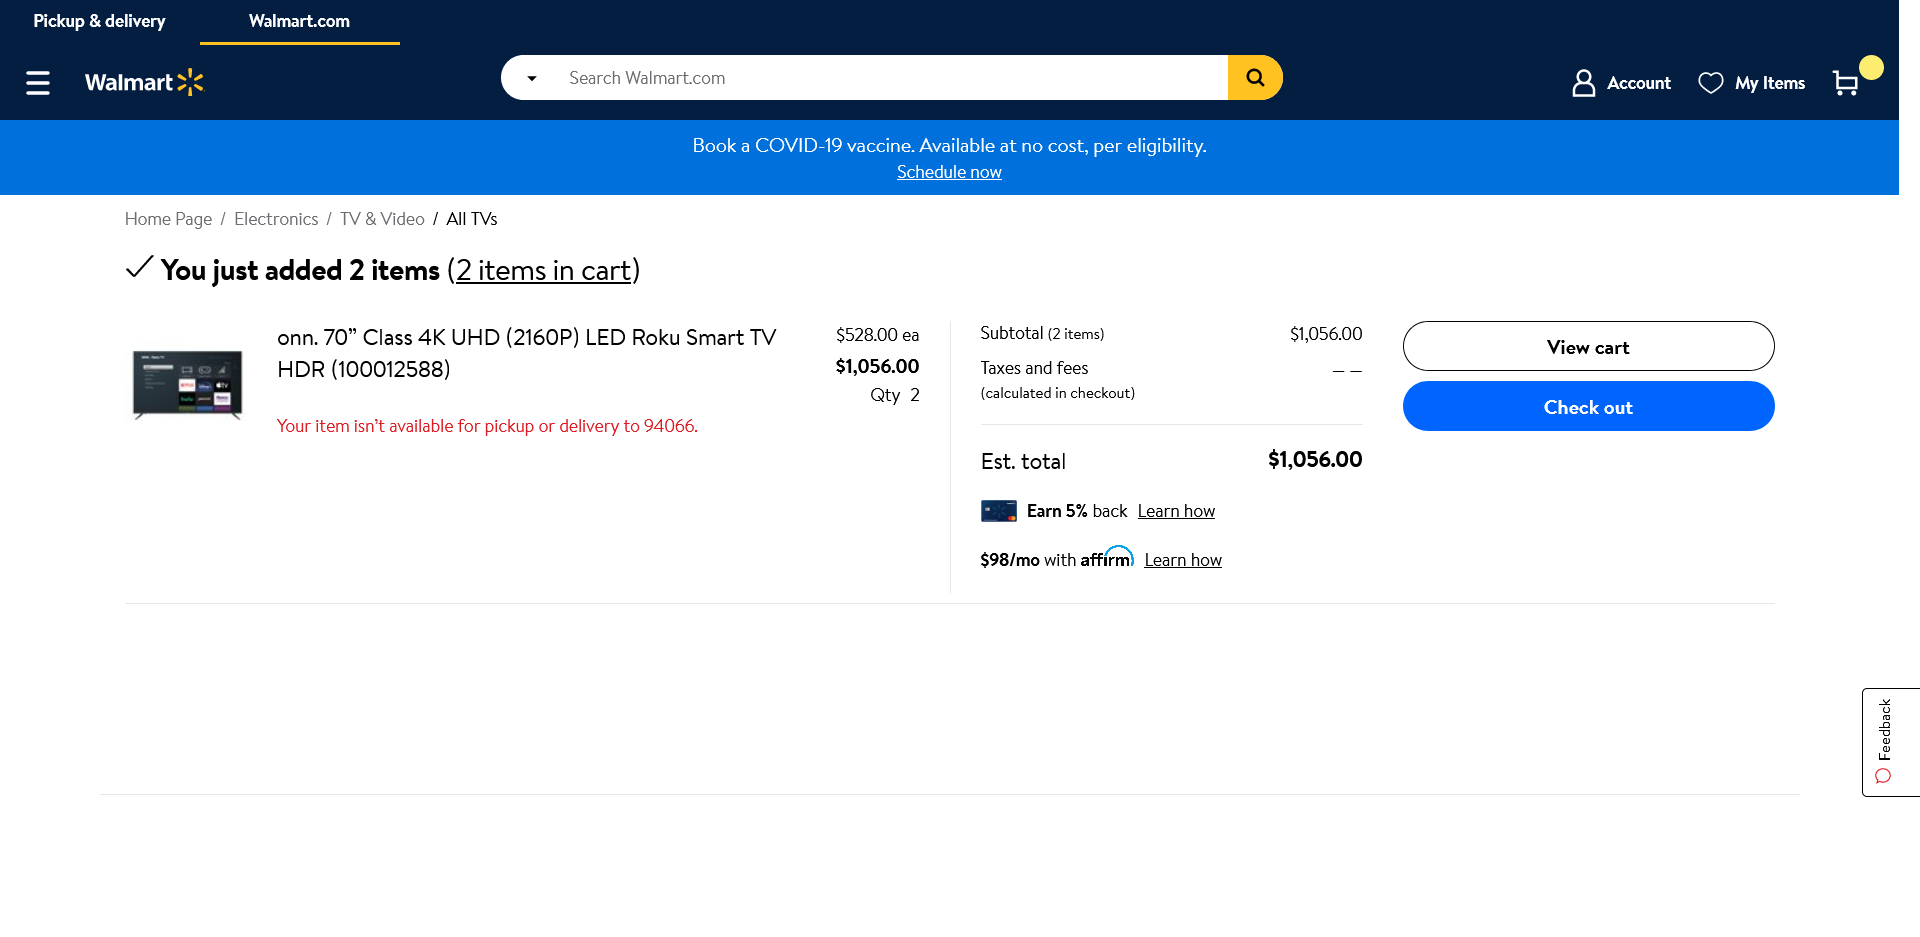 Pickup & delivery
Walmart.com
Walmart
Search Walmart.com
Account
My Items
Book a COVID-19 vaccine. Available at no cost, per eligibility.
Schedule now
Home Page / Electronics / TV & Video / All TVs
You just added 2 items (2 items in cart)
onn. 70” Class 4K UHD (2160P) LED Roku Smart TV
HDR (100012588)
Your item isn’t available for pickup or delivery to 94066.
$528.00 ea
$1,056.00
Qty 2
Subtotal (2 items) $1,056.00
Taxes and fees — —
(calculated in checkout)
Est. total $1,056.00
Earn 5% back Learn how
$98/mo with affirm Learn how
View cart
Check out
Feedback